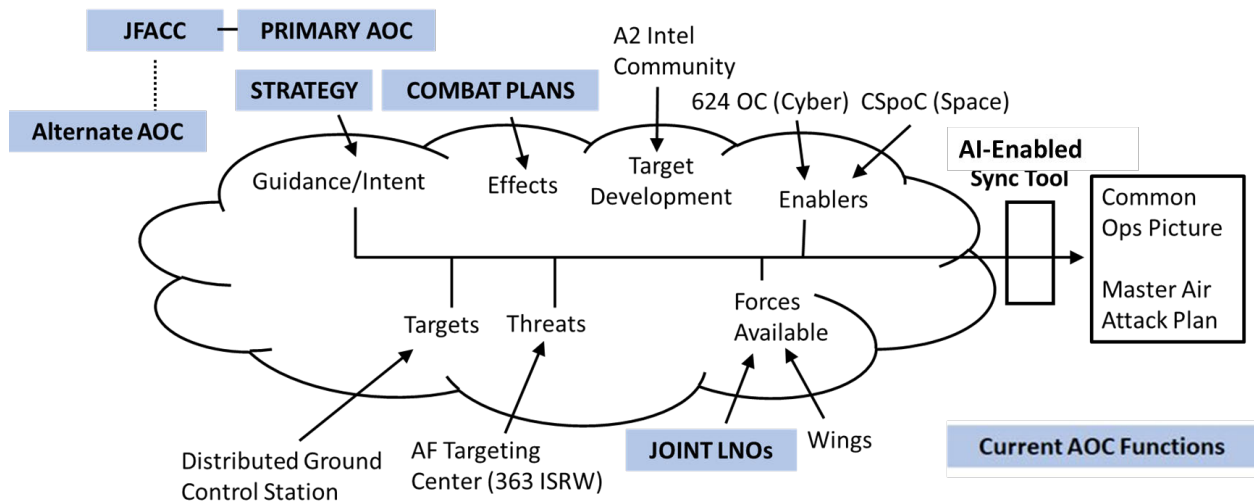 JFACC
PRIMARY AOC
A2 Intel
Community
STRATEGY
COMBAT PLANS
624 OC (Cyber)
CSpoC (Space)
Alternate AOC
AI-Enabled
Sync Tool
Guidance/Intent
Effects
Target
Development
Enablers
Common
Ops Picture
Master Air
Attack Plan
Targets
Threats
Forces
Available
Distributed Ground
Control Station
AF Targeting
Center (363 ISRW)
JOINT LNOs
Wings
Current AOC Functions